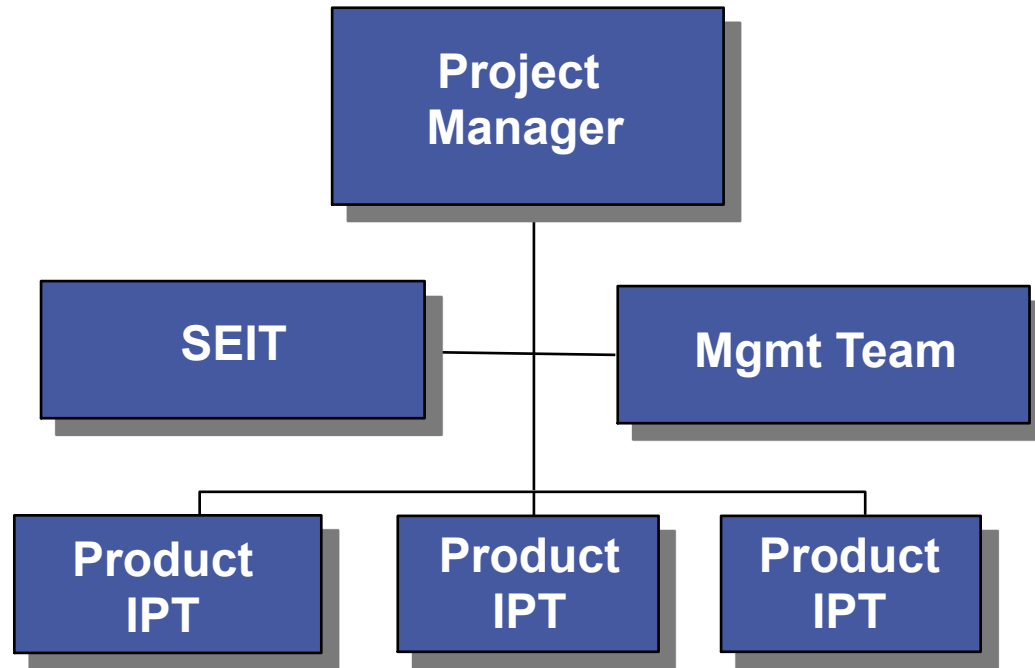 Project
Manager
SEIT
Mgmt Team
Product
IPT
Product
IPT
Product
IPT